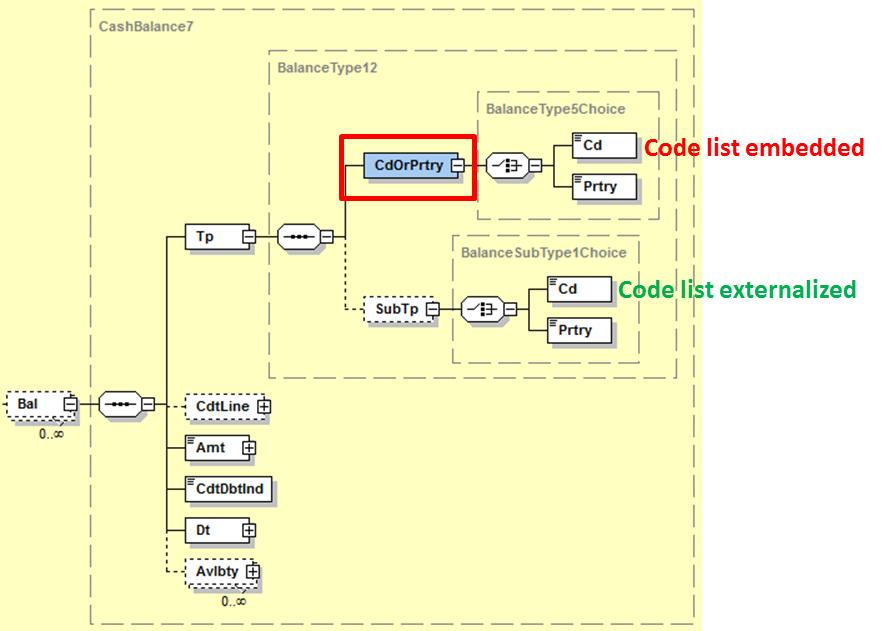 CashBalance7
BalanceType12
BalanceType5Choice
CdOrPrtry
Cd
Code list embedded
Prtry
Tp
BalanceSubType1Choice
SubTp
Cd
Code list externalized
Prtry
Bal
0..∞
CdtLine
Amt
CdtDbtInd
Dt
Avlbty
0..∞